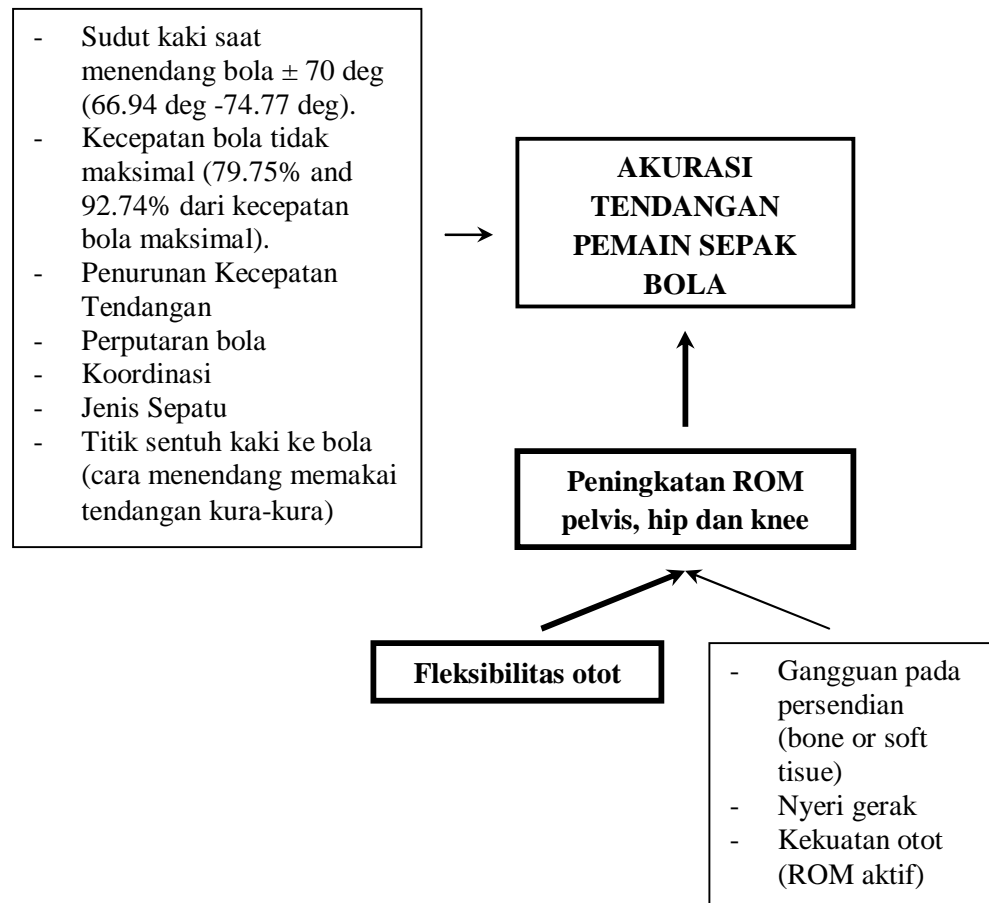 - Sudut kaki saat
menendang bola ± 70 deg
(66.94 deg -74.77 deg).
- Kecepatan bola tidak
maksimal (79.75% and
92.74% dari kecepatan
bola maksimal).
- Penurunan Kecepatan
Tendangan
- Perputaran bola
- Koordinasi
- Jenis Sepatu
- Titik sentuh kaki ke bola
(cara menendang memakai
tendangan kura-kura)
AKURASI
TENDANGAN
PEMAIN SEPAK
BOLA
Peningkatan ROM
pelvis, hip dan knee
Fleksibilitas otot
- Gangguan pada
persendian
(bone or soft
tisue)
- Nyeri gerak
- Kekuatan otot
(ROM aktif)